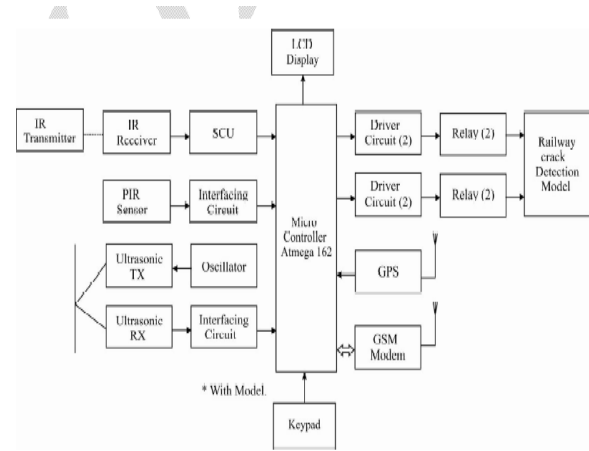 LCD
Display
IR
Transmitter
IR
Receiver
SCU
Driver
Circuit (2)
Relay (2)
Railway
crack
Detection
Model
PIR
Sensor
Interfacing
Circuit
Micro
Controller
Atmega 162
Driver
Circuit (2)
Relay (2)
Ultrasonic
TX
Oscillator
GPS
Ultrasonic
RX
Interfacing
Circuit
GSM
Modem
* With Model.
Keypad